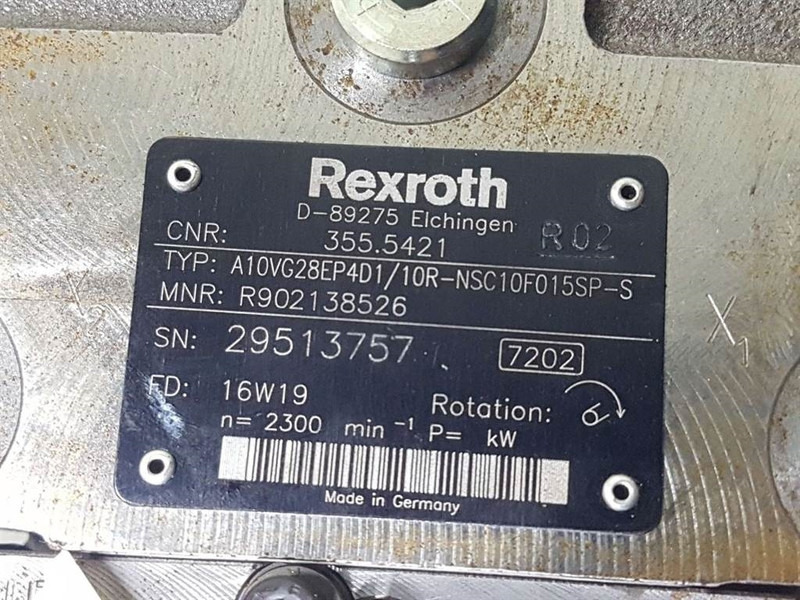 Rexroth
D-89275 Elchingen
CNR: 355.5421 R02
TYP: A10VG28EP4D1/10R-NSC10F015SP-S
MNR: R902138526
SN: 29513757 7202
FD: 16W19 Rotation:
n= 2300 min -1 P= kW
Made in Germany
X1